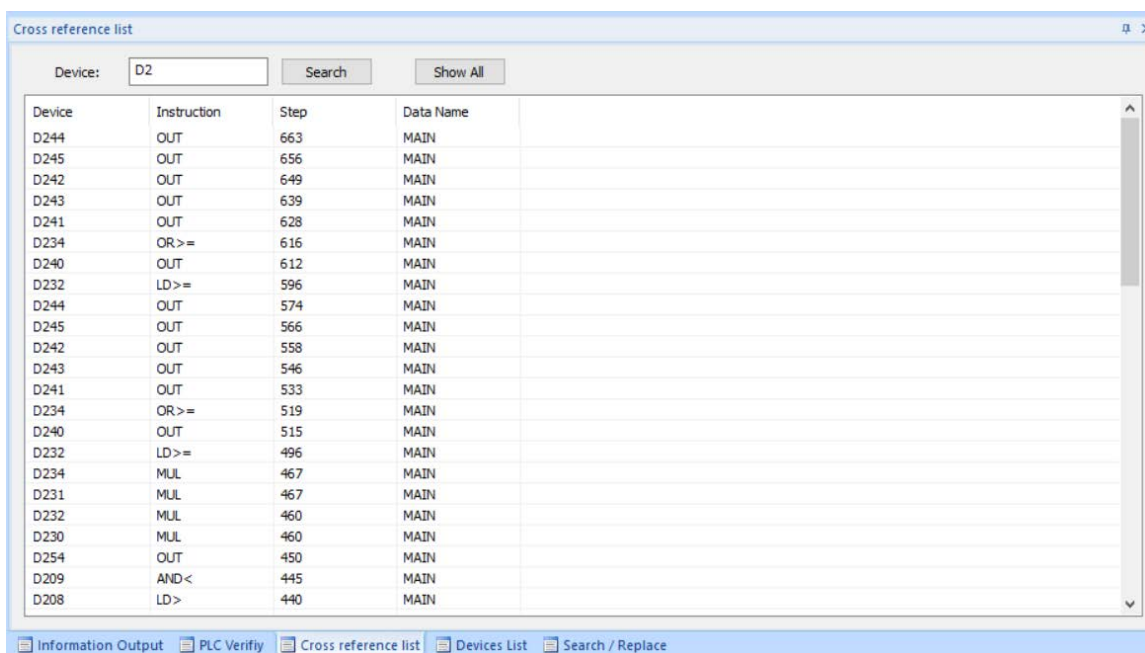 Cross reference list
Device: D2 Search Show All
Device Instruction Step Data Name
D244 OUT 663 MAIN
D245 OUT 656 MAIN
D242 OUT 649 MAIN
D243 OUT 639 MAIN
D241 OUT 628 MAIN
D234 OR>= 616 MAIN
D240 OUT 612 MAIN
D232 LD>= 596 MAIN
D244 OUT 574 MAIN
D245 OUT 566 MAIN
D242 OUT 558 MAIN
D243 OUT 546 MAIN
D241 OUT 533 MAIN
D234 OR>= 519 MAIN
D240 OUT 515 MAIN
D232 LD>= 496 MAIN
D234 MUL 467 MAIN
D231 MUL 467 MAIN
D232 MUL 460 MAIN
D230 MUL 460 MAIN
D254 OUT 450 MAIN
D209 AND< 445 MAIN
D208 LD> 440 MAIN
Information Output PLC Verifiy Cross reference list Devices List Search / Replace